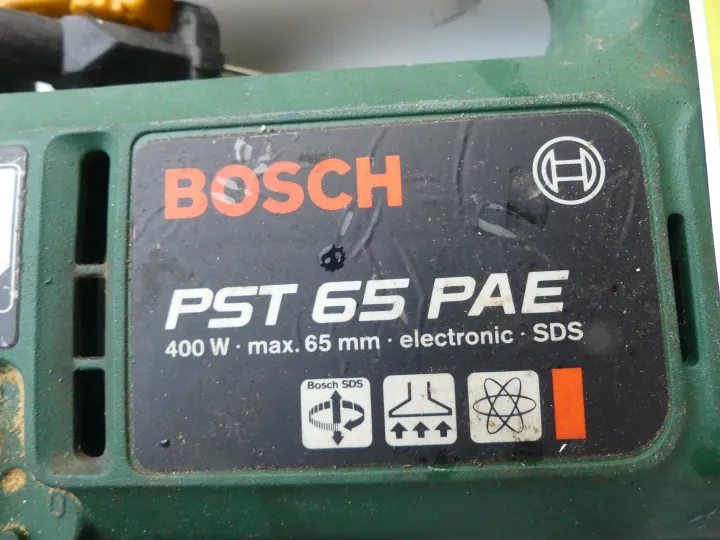 BOSCH
PST 65 PAE
400 W · max. 65 mm · electronic · SDS
Bosch SDS